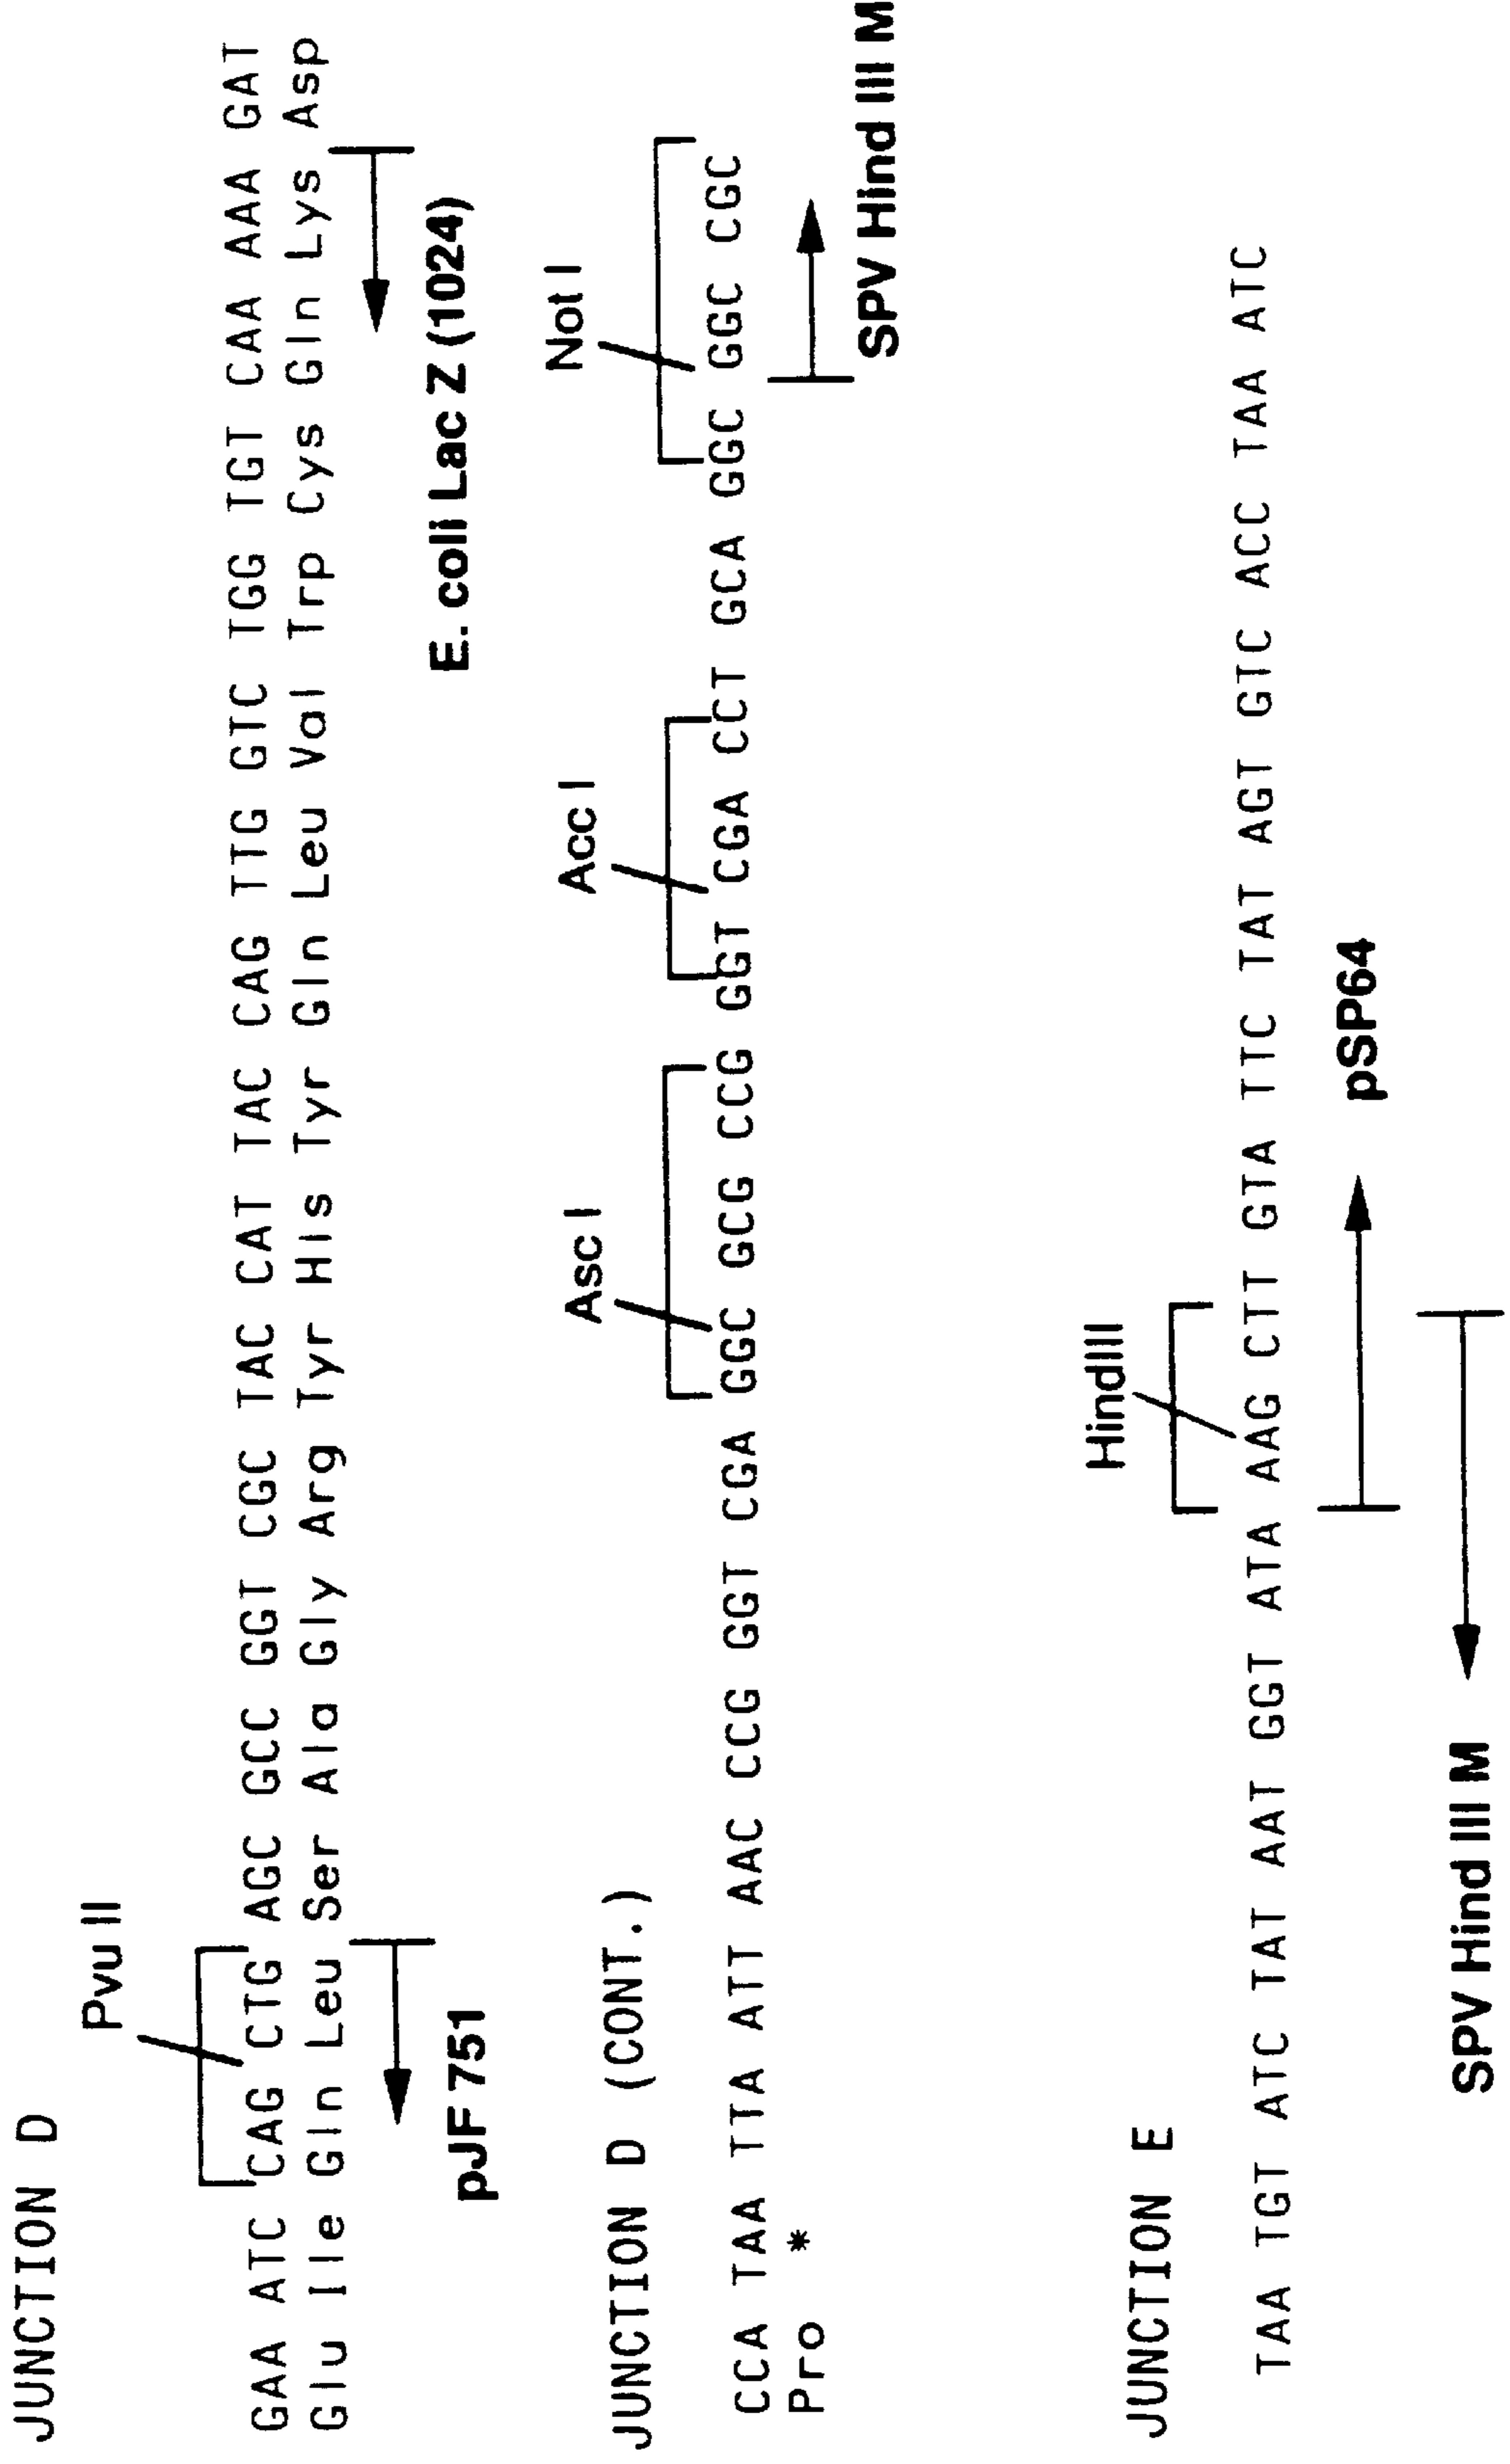 JUNCTION D
Pvu II
GAA ATC CAG CTG AGC GCC GGT CGC TAC CAT TAC CAG TTG GTC TGG TGT CAA AAA GAT
Glu Ile Gln Leu Ser Ala Gly Arg Tyr His Tyr Gln Leu Val Trp Cys Gln Lys Asp
pJF 751
E. coli Lac Z (1024)
JUNCTION D (CONT.)
Asc I
Acc I
Not I
CCA TAA TTA ATT AAC CCG GGT CGA GGC GCG CCG GGT CGA CCT GCA GGC GGC CGC
Pro *
SPV Hind III M
JUNCTION E
HindIII
TAA TGT ATC TAT AAT GGT ATA AAG CTT GTA TTC TAT AGT GTC ACC TAA ATC
pSP64
SPV Hind III M